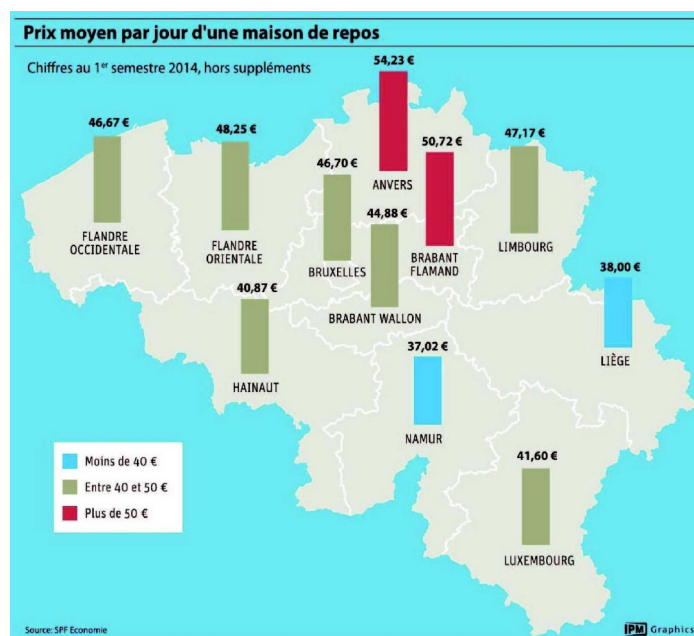 Prix moyen par jour d'une maison de repos
Chiffres au 1er semestre 2014, hors suppléments
54,23 €
ANVERS
46,67 €
FLANDRE
OCCIDENTALE
48,25 €
FLANDRE
ORIENTALE
46,70 €
BRUXELLES
50,72 €
BRABANT
FLAMAND
47,17 €
LIMBOURG
44,88 €
BRABANT WALLON
38,00 €
LIÈGE
40,87 €
HAINAUT
37,02 €
NAMUR
41,60 €
LUXEMBOURG
Moins de 40 €
Entre 40 et 50 €
Plus de 50 €
Source: SPF Economie
IPM Graphics